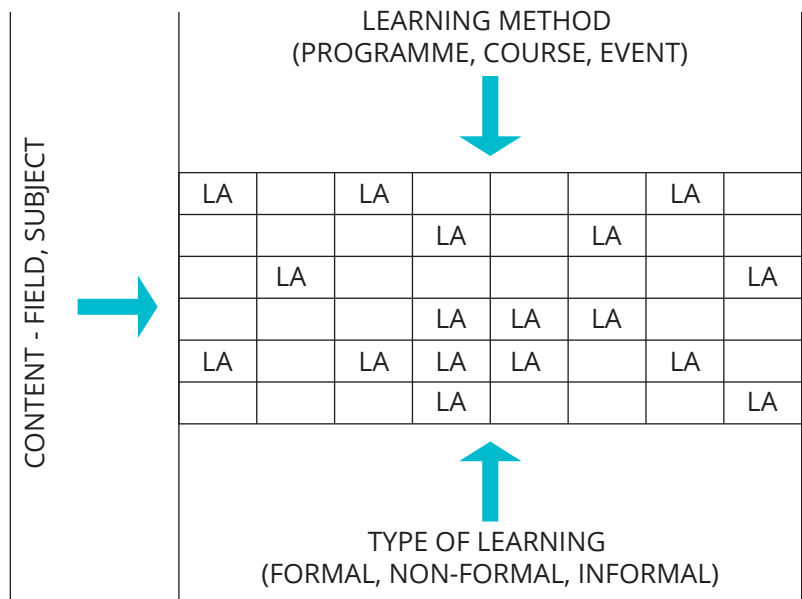 LEARNING METHOD
(PROGRAMME, COURSE, EVENT)
CONTENT - FIELD, SUBJECT
LA LA LA
LA LA
LA LA
LA LA LA
LA LA LA LA LA
LA LA
TYPE OF LEARNING
(FORMAL, NON-FORMAL, INFORMAL)